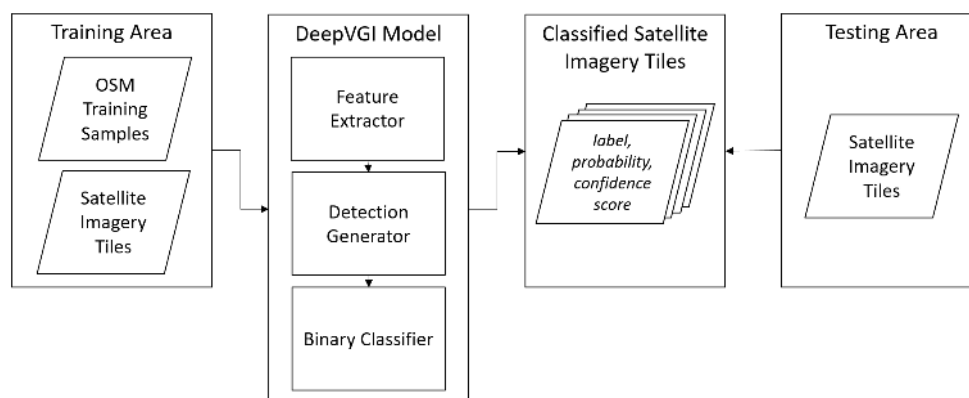 Training Area
OSM
Training
Samples
Satellite
Imagery
Tiles
DeepVGI Model
Feature
Extractor
Detection
Generator
Binary Classifier
Classified Satellite
Imagery Tiles
label,
probability,
confidence
score
Testing Area
Satellite
Imagery
Tiles